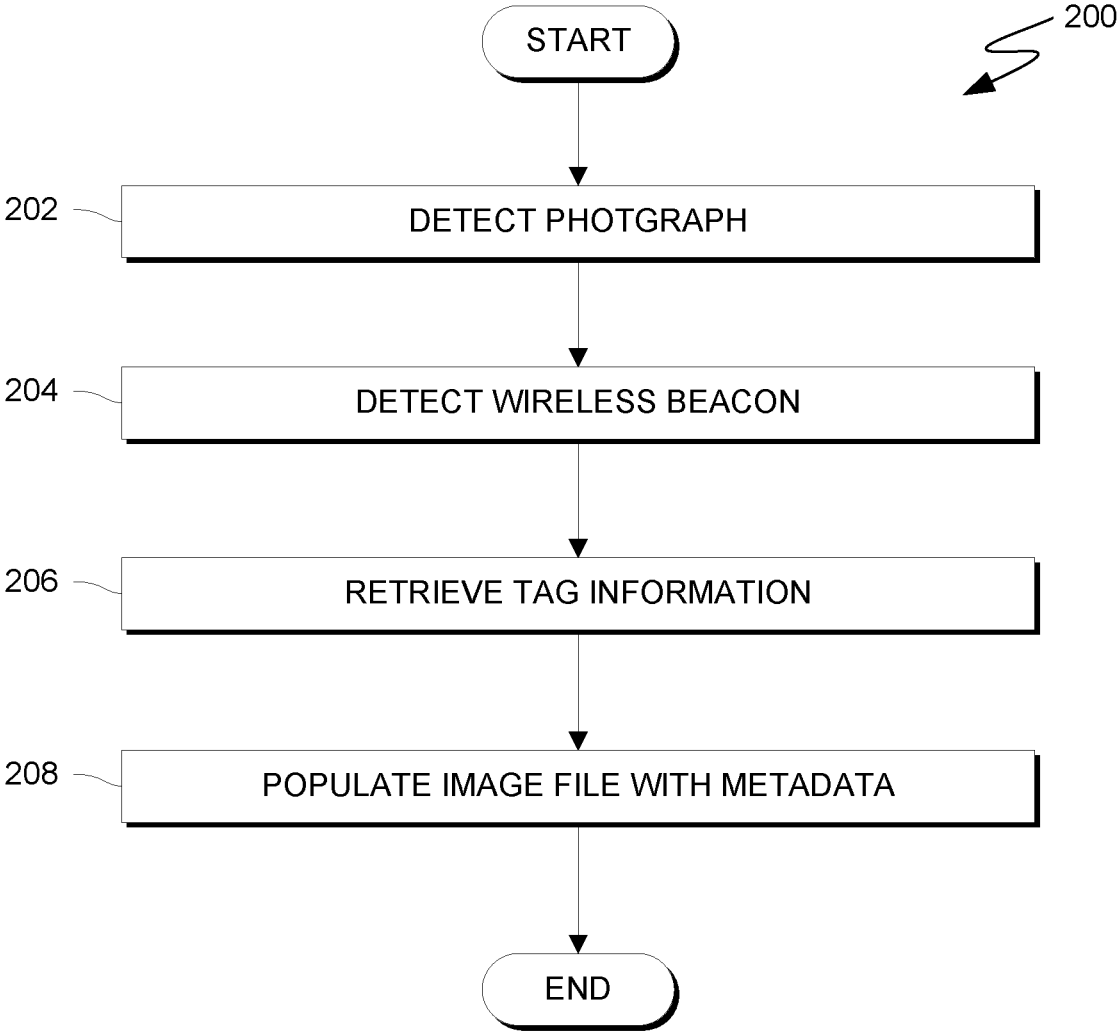 START
200
202
DETECT PHOTGRAPH
204
DETECT WIRELESS BEACON
206
RETRIEVE TAG INFORMATION
208
POPULATE IMAGE FILE WITH METADATA
END